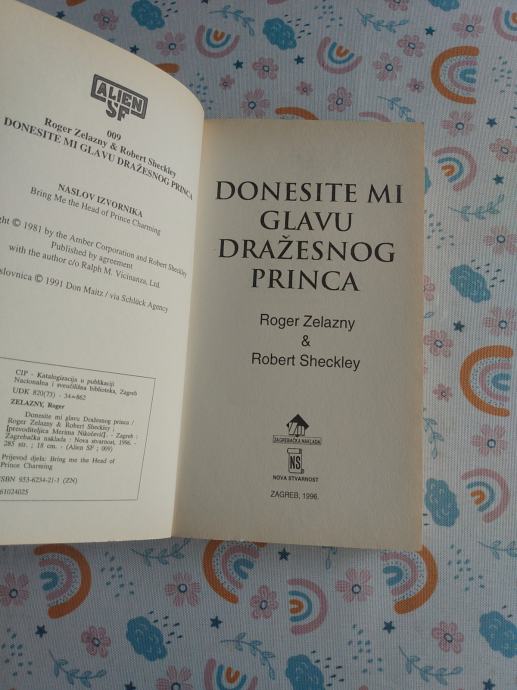 ALIEN
SF
009
Roger Zelazny & Robert Sheckley
DONESITE MI GLAVU DRAŽESNOG PRINCA
NASLOV IZVORNIKA
Bring Me the Head of Prince Charming
© 1981 by the Amber Corporation and Robert Sheckley
Published by agreement
with the author c/o Ralph M. Vicinanza, Ltd.
© 1991 Don Maitz / via Schlück Agency
CIP - Katalogizacija u publikaciji
Nacionalna i sveučilišna biblioteka, Zagreb
UDK 820(73) - 34=862
ZELAZNY, Roger
Donesite mi glavu Dražesnog princa /
Roger Zelazny & Robert Sheckley ;
[prevoditeljica Merima Nikočević]. - Zagreb :
Zagrebačka naklada : Nova stvarnost, 1996. -
285 str. ; 18 cm. - (Alien SF ; 009)
Prijevod djela: Bring me the Head of
Prince Charming
ISBN 953-6234-21-1 (ZN)
61024025
DONESITE MI
GLAVU
DRAŽESNOG
PRINCA
Roger Zelazny
&
Robert Sheckley
ZAGREBAČKA NAKLADA
NS
NOVA STVARNOST
ZAGREB, 1996.